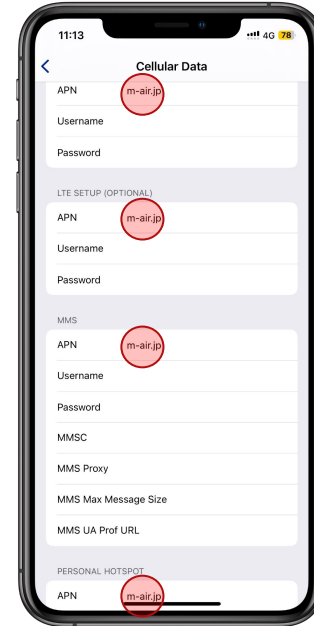 11:13
4G 78
Cellular Data
APN m-air.jp
Username
Password
LTE SETUP (OPTIONAL)
APN m-air.jp
Username
Password
MMS
APN m-air.jp
Username
Password
MMSC
MMS Proxy
MMS Max Message Size
MMS UA Prof URL
PERSONAL HOTSPOT
APN m-air.jp